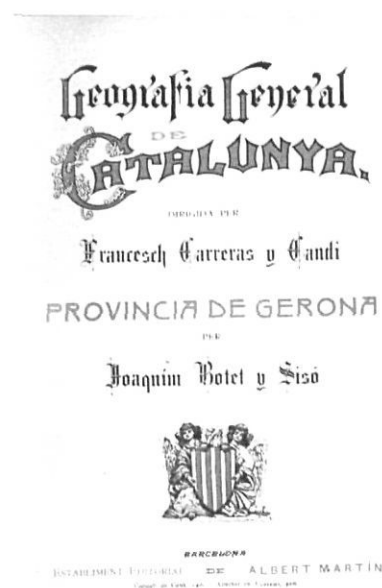 Geografia General
DE
CATALUNYA.
DIRIGIDA PER
Francesch Carreras y Candi
PROVINCIA DE GERONA
PER
Joaquim Botet y Sisó
BARCELONA
ESTABLIMENT EDITORIAL DE ALBERT MARTÍN